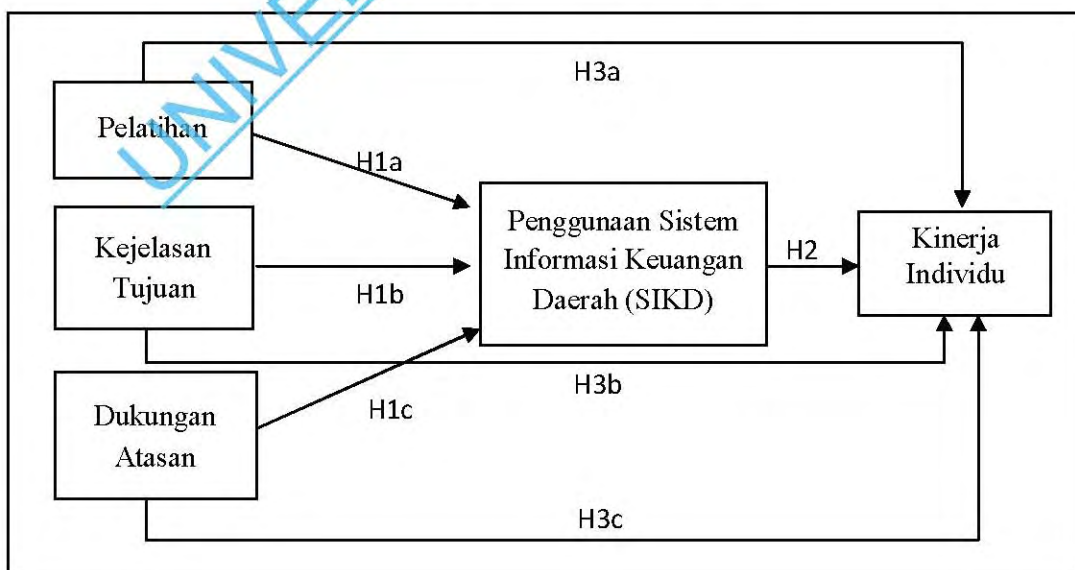 UNIVE
H3a
Pelatihan
H1a
Penggunaan Sistem
Informasi Keuangan
Daerah (SIKD)
H2
Kinerja
Individu
Kejelasan
Tujuan
H1b
H3b
H1c
Dukungan
Atasan
H3c